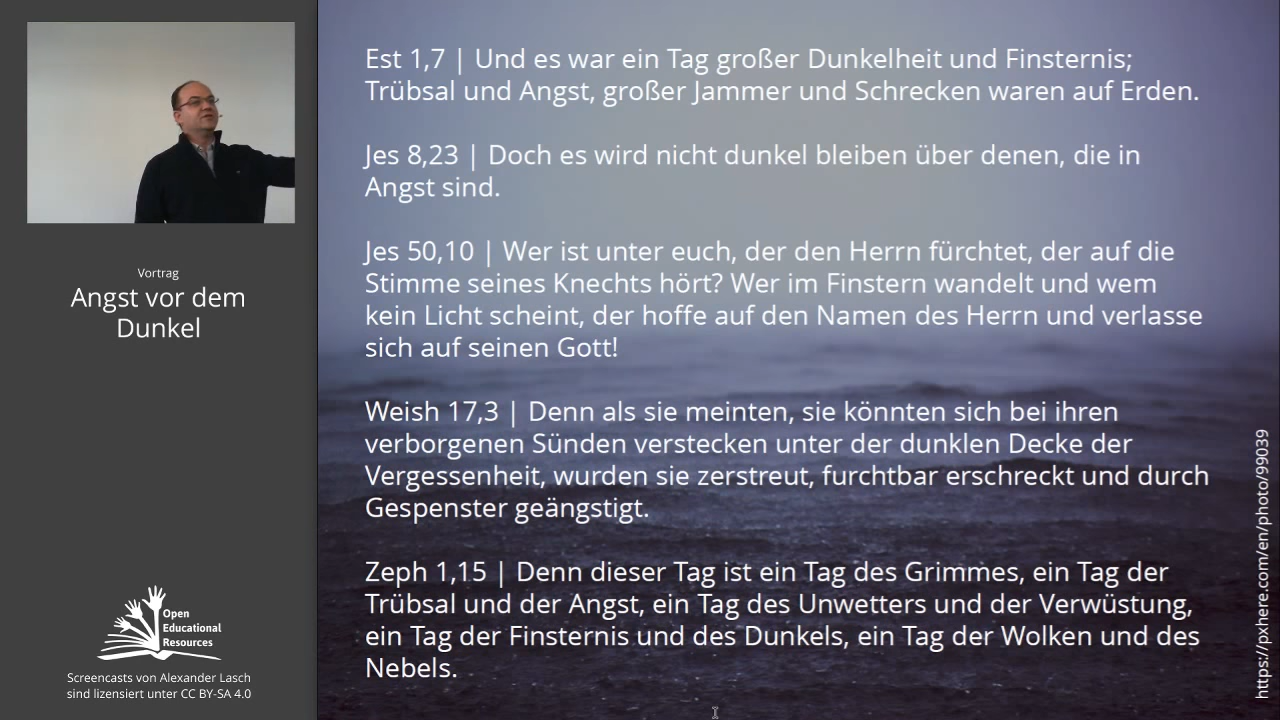 Vortrag
Angst vor dem
Dunkel
Open
Educational
Resources
Screencasts von Alexander Lasch
sind lizensiert unter CC BY-SA 4.0
Est 1,7 | Und es war ein Tag großer Dunkelheit und Finsternis;
Trübsal und Angst, großer Jammer und Schrecken waren auf Erden.
Jes 8,23 | Doch es wird nicht dunkel bleiben über denen, die in
Angst sind.
Jes 50,10 | Wer ist unter euch, der den Herrn fürchtet, der auf die
Stimme seines Knechts hört? Wer im Finstern wandelt und wem
kein Licht scheint, der hoffe auf den Namen des Herrn und verlasse
sich auf seinen Gott!
Weish 17,3 | Denn als sie meinten, sie könnten sich bei ihren
verborgenen Sünden verstecken unter der dunklen Decke der
Vergessenheit, wurden sie zerstreut, furchtbar erschreckt und durch
Gespenster geängstigt.
Zeph 1,15 | Denn dieser Tag ist ein Tag des Grimmes, ein Tag der
Trübsal und der Angst, ein Tag des Unwetters und der Verwüstung,
ein Tag der Finsternis und des Dunkels, ein Tag der Wolken und des
Nebels.
https://pxhere.com/en/photo/99039